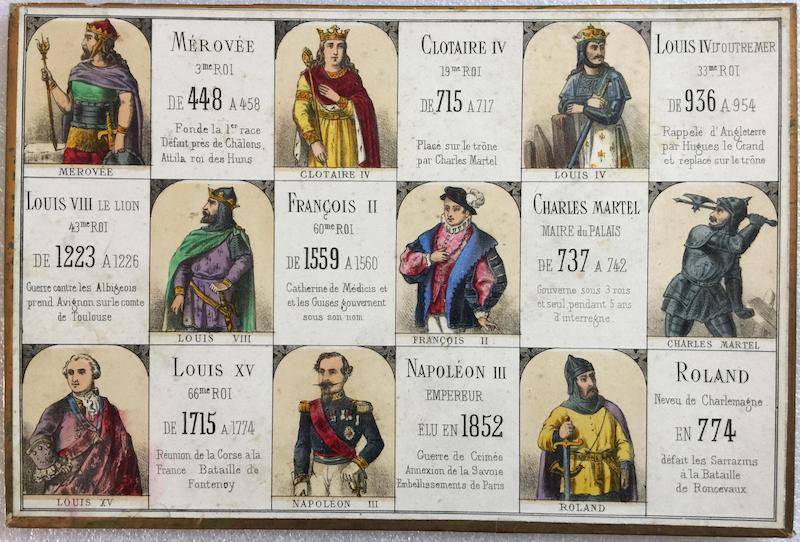 MÉROVÉE
3me ROI
DE 448 A 458
Fonde la 1re race
Défait près de Châlons,
Attila roi des Huns
MÉROVÉE
CLOTAIRE IV
19me ROI
DE 715 A 717
Placé sur le trône
par Charles Martel
CLOTAIRE IV
LOUIS IV D'OUTREMER
33me ROI
DE 936 A 954
Rappelé d'Angleterre
par Hugues le Grand
et replacé sur le trône
LOUIS IV
LOUIS VIII LE LION
43me ROI
DE 1223 A 1226
Guerre contre les Albigeois
prend Avignon sur le comte
de Toulouse
LOUIS VIII
FRANÇOIS II
60me ROI
DE 1559 A 1560
Catherine de Médicis et
et les Guises gouvernent
sous son nom
FRANÇOIS II
CHARLES MARTEL
MAIRE du PALAIS
DE 737 A 742
Gouverne sous 3 rois
et seul, pendant 5 ans
d'interregne
CHARLES MARTEL
LOUIS XV
LOUIS XV
66me ROI
DE 1715 A 1774
Réunion de la Corse a la
France Bataille de
Fontenoy
NAPOLÉON III
NAPOLÉON III
EMPEREUR
ÉLU EN 1852
Guerre de Crimée
Annexion de la Savoie
Embellissements de Paris
ROLAND
ROLAND
Neveu de Charlemagne
EN 774
défait les Sarrazins
à la Bataille
de Roncevaux